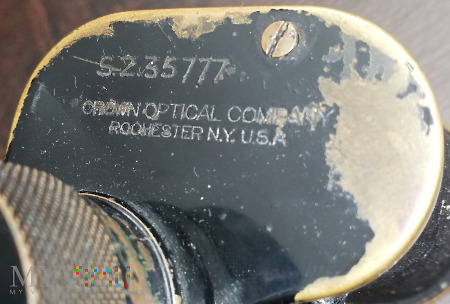 S.235777
CROWN OPTICAL COMPANY
ROCHESTER N.Y. U.S.A